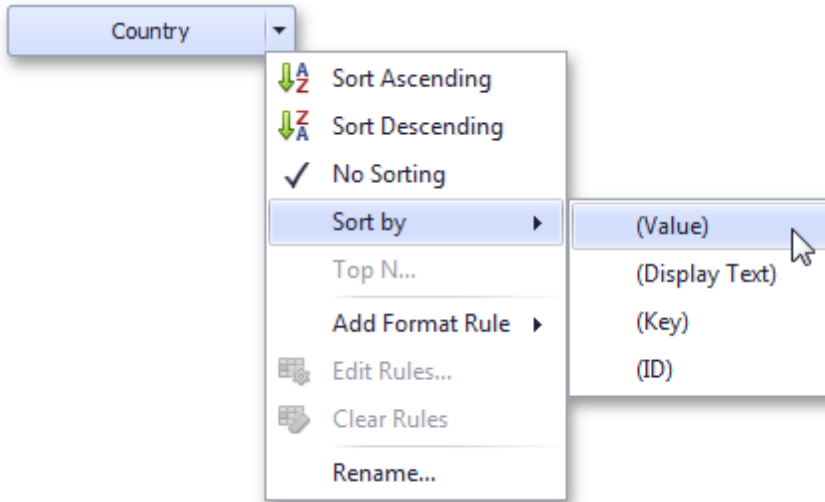 Country
Sort Ascending
Sort Descending
No Sorting
Sort by
(Value)
Top N...
(Display Text)
Add Format Rule
(Key)
Edit Rules...
(ID)
Clear Rules
Rename...